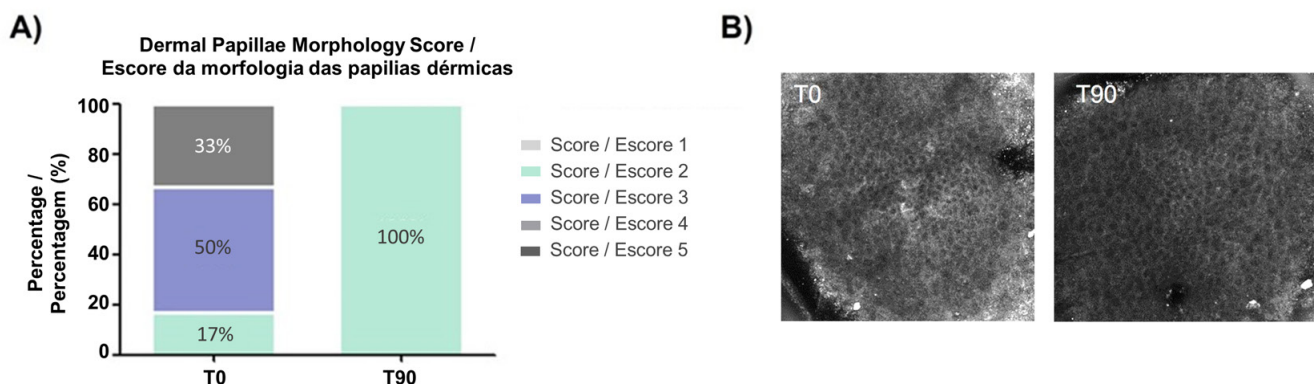 A)
Dermal Papillae Morphology Score /
Escore da morfologia das papilias dérmicas
Percentage /
Percentagem (%)
100
80
60
40
20
0
33%
50%
17%
100%
T0
T90
Score / Escore 1
Score / Escore 2
Score / Escore 3
Score / Escore 4
Score / Escore 5
B)
T0
T90